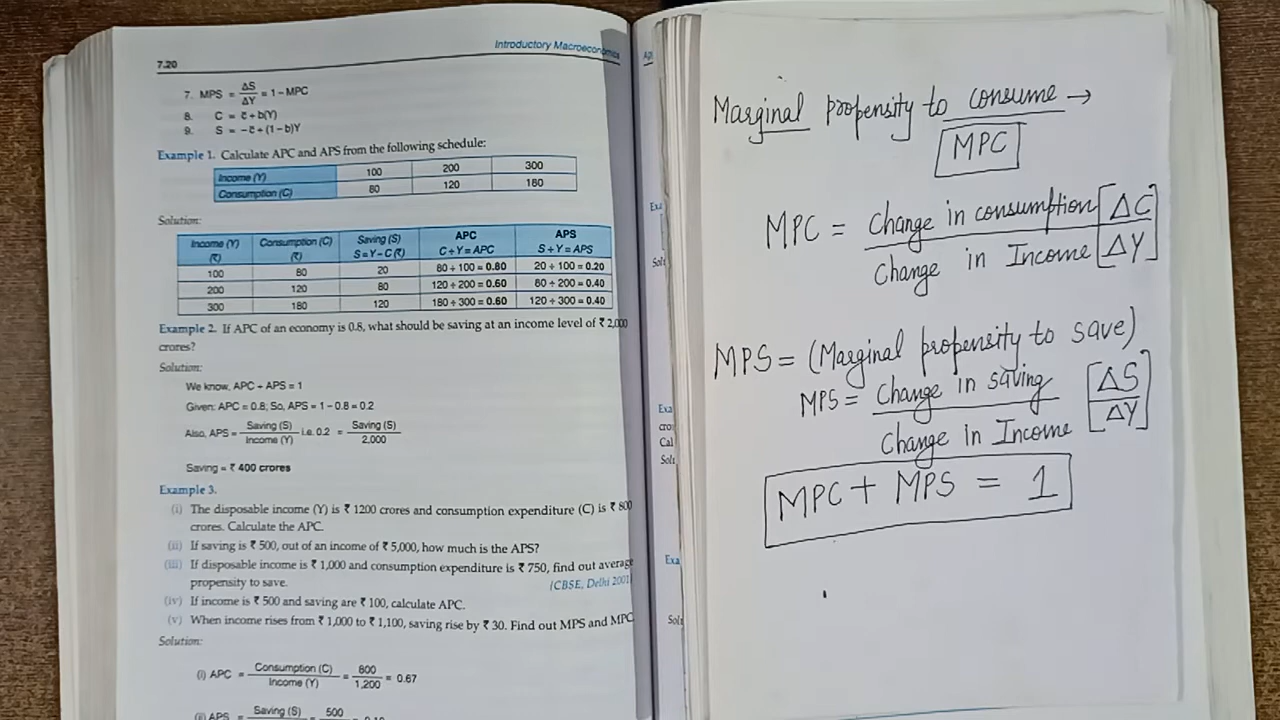 7.20
Introductory Macroeconomics
7. MPS = ΔS/ΔY = 1 – MPC
8. C = c̄ + b(Y)
9. S = –c̄ + (1 – b)Y
Example 1. Calculate APC and APS from the following schedule:
Income (Y) 100 200 300
Consumption (C) 80 120 180
Solution:
Income (Y) (₹) Consumption (C) (₹) Saving (S) S = Y – C (₹) APC C ÷ Y = APC APS S ÷ Y = APS
100 80 20 80 ÷ 100 = 0.80 20 ÷ 100 = 0.20
200 120 80 120 ÷ 200 = 0.60 80 ÷ 200 = 0.40
300 180 120 180 ÷ 300 = 0.60 120 ÷ 300 = 0.40
Example 2. If APC of an economy is 0.8, what should be saving at an income level of ₹ 2,000
crores?
Solution:
We know, APC + APS = 1
Given: APC = 0.8, So, APS = 1 – 0.8 = 0.2
Also, APS = Saving (S)/Income (Y) i.e. 0.2 = Saving (S)/2,000
Saving = ₹ 400 crores
Example 3.
(i) The disposable income (Y) is ₹ 1200 crores and consumption expenditure (C) is ₹ 800
crores. Calculate the APC.
(ii) If saving is ₹ 500, out of an income of ₹ 5,000, how much is the APS?
(iii) If disposable income is ₹ 1,000 and consumption expenditure is ₹ 750, find out average
propensity to save.
(CBSE, Delhi 2001)
(iv) If income is ₹ 500 and saving are ₹ 100, calculate APC.
(v) When income rises from ₹ 1,000 to ₹ 1,100, saving rise by ₹ 30. Find out MPS and MPC
Solution:
(i) APC = Consumption (C)/Income (Y) = 800/1,200 = 0.67
(ii) APS = Saving (S) = 500
Marginal propensity to consume →
MPC
MPC = Change in consumption/Change in Income [ΔC/ΔY]
MPS = (Marginal propensity to save)
MPS = Change in saving/Change in Income [ΔS/ΔY]
MPC + MPS = 1